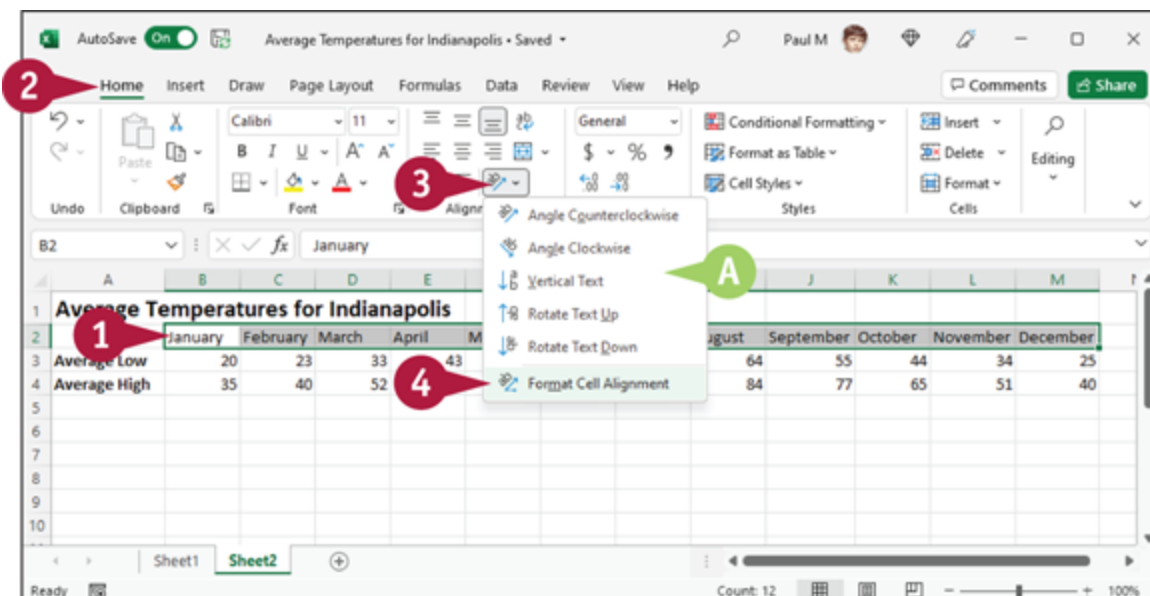 AutoSave On Average Temperatures for Indianapolis • Saved Paul M
2 Home Insert Draw Page Layout Formulas Data Review View Help Comments Share
Calibri 11 General Conditional Formatting Insert
Paste B I U A A $ % 9 Format as Table Delete Editing
3 A Cell Styles Format
Undo Clipboard Font Alignr Styles Cells
Angle Counterclockwise
B2 fx January
Angle Clockwise
A
A B C D E J K L M
Vertical Text
1 Average Temperatures for Indianapolis
Rotate Text Up
1
2 January February March April M ugust September October November December
Rotate Text Down
3 Average Low 20 23 33 43 64 55 44 34 25
4 Average High 35 40 52 84 77 65 51 40
4 Format Cell Alignment
5
6
7
8
9
10
Sheet1 Sheet2
Ready Count: 12 100%